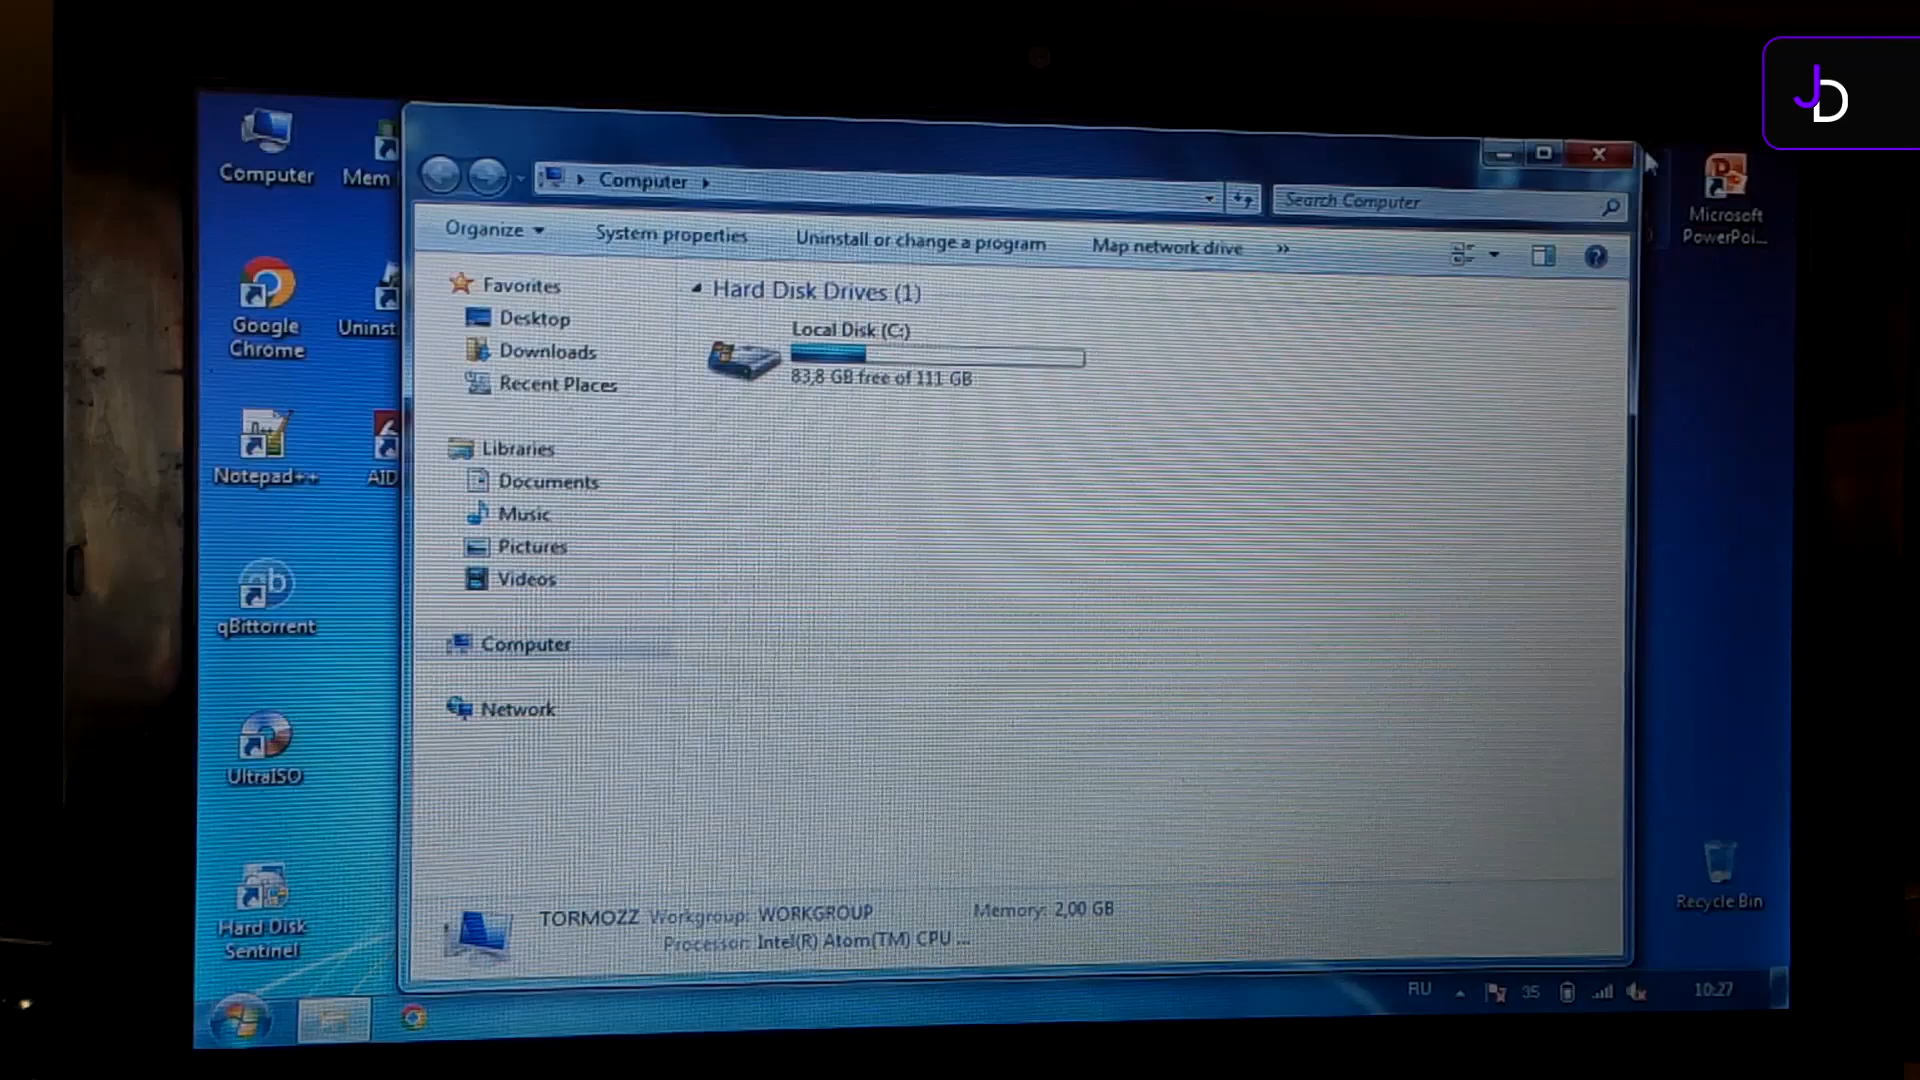 JD
Computer
Mem
Google
Chrome
Uninst
Notepad++
AID
qBittorrent
UltraISO
Hard Disk
Sentinel
Computer
Search Computer
Organize
System properties
Uninstall or change a program
Map network drive
»
Favorites
Desktop
Downloads
Recent Places
Libraries
Documents
Music
Pictures
Videos
Computer
Network
Hard Disk Drives (1)
Local Disk (C:)
83,8 GB free of 111 GB
TORMOZZ Workgroup: WORKGROUP Memory: 2,00 GB
Processor: Intel(R) Atom(TM) CPU ...
Microsoft
PowerPoi...
Recycle Bin
RU 35 10:27